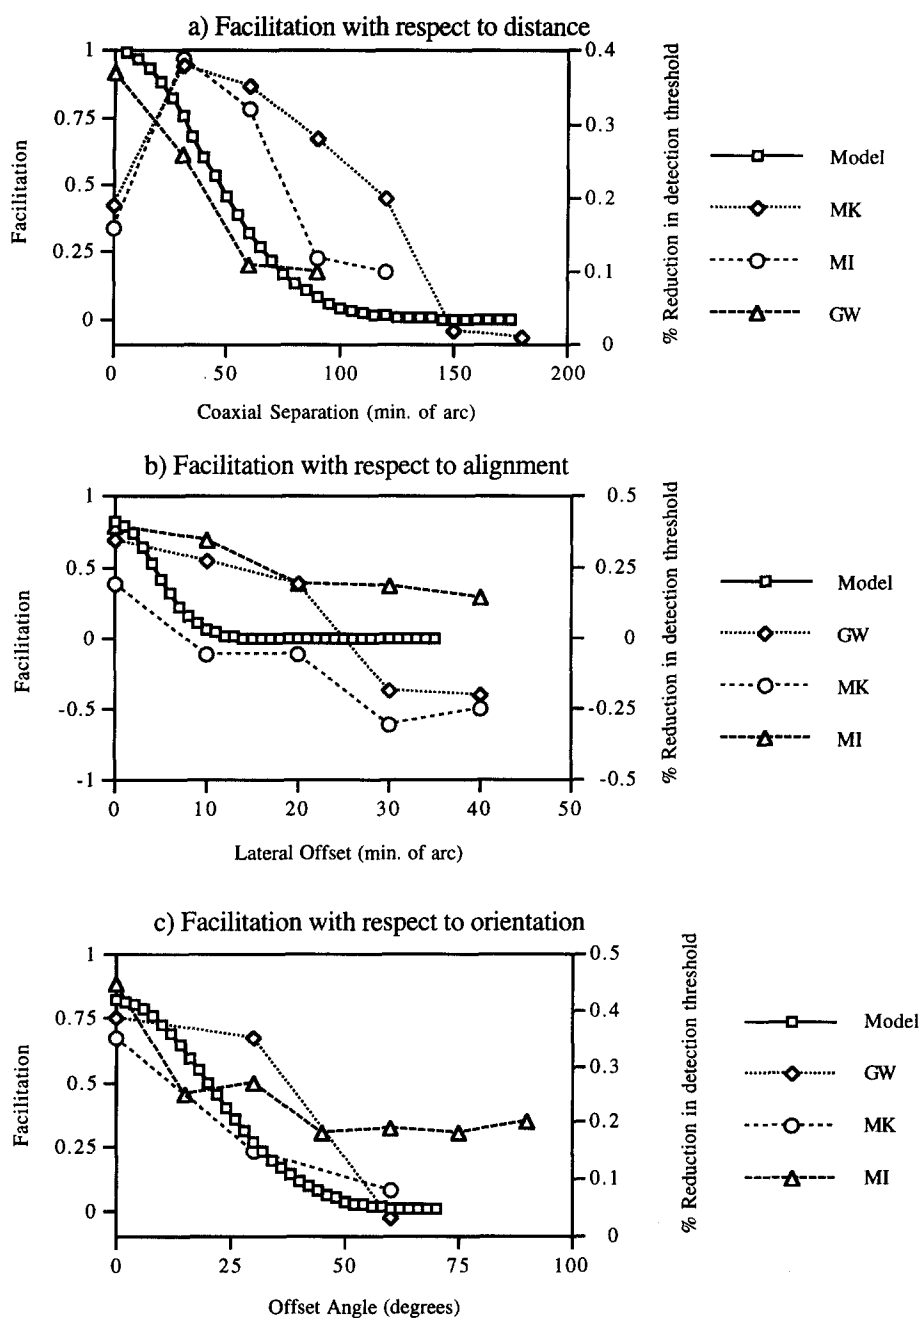 a) Facilitation with respect to distance
1
0.75
0.5
0.25
0
Facilitation
0.4
0.3
0.2
0.1
0
% Reduction in detection threshold
0
50
100
150
200
Coaxial Separation (min. of arc)
Model
MK
MI
GW
b) Facilitation with respect to alignment
1
0.5
0
-0.5
-1
Facilitation
0.5
0.25
0
-0.25
-0.5
% Reduction in detection threshold
0
10
20
30
40
50
Lateral Offset (min. of arc)
Model
GW
MK
MI
c) Facilitation with respect to orientation
1
0.75
0.5
0.25
0
Facilitation
0.5
0.4
0.3
0.2
0.1
0
% Reduction in detection threshold
0
25
50
75
100
Offset Angle (degrees)
Model
GW
MK
MI